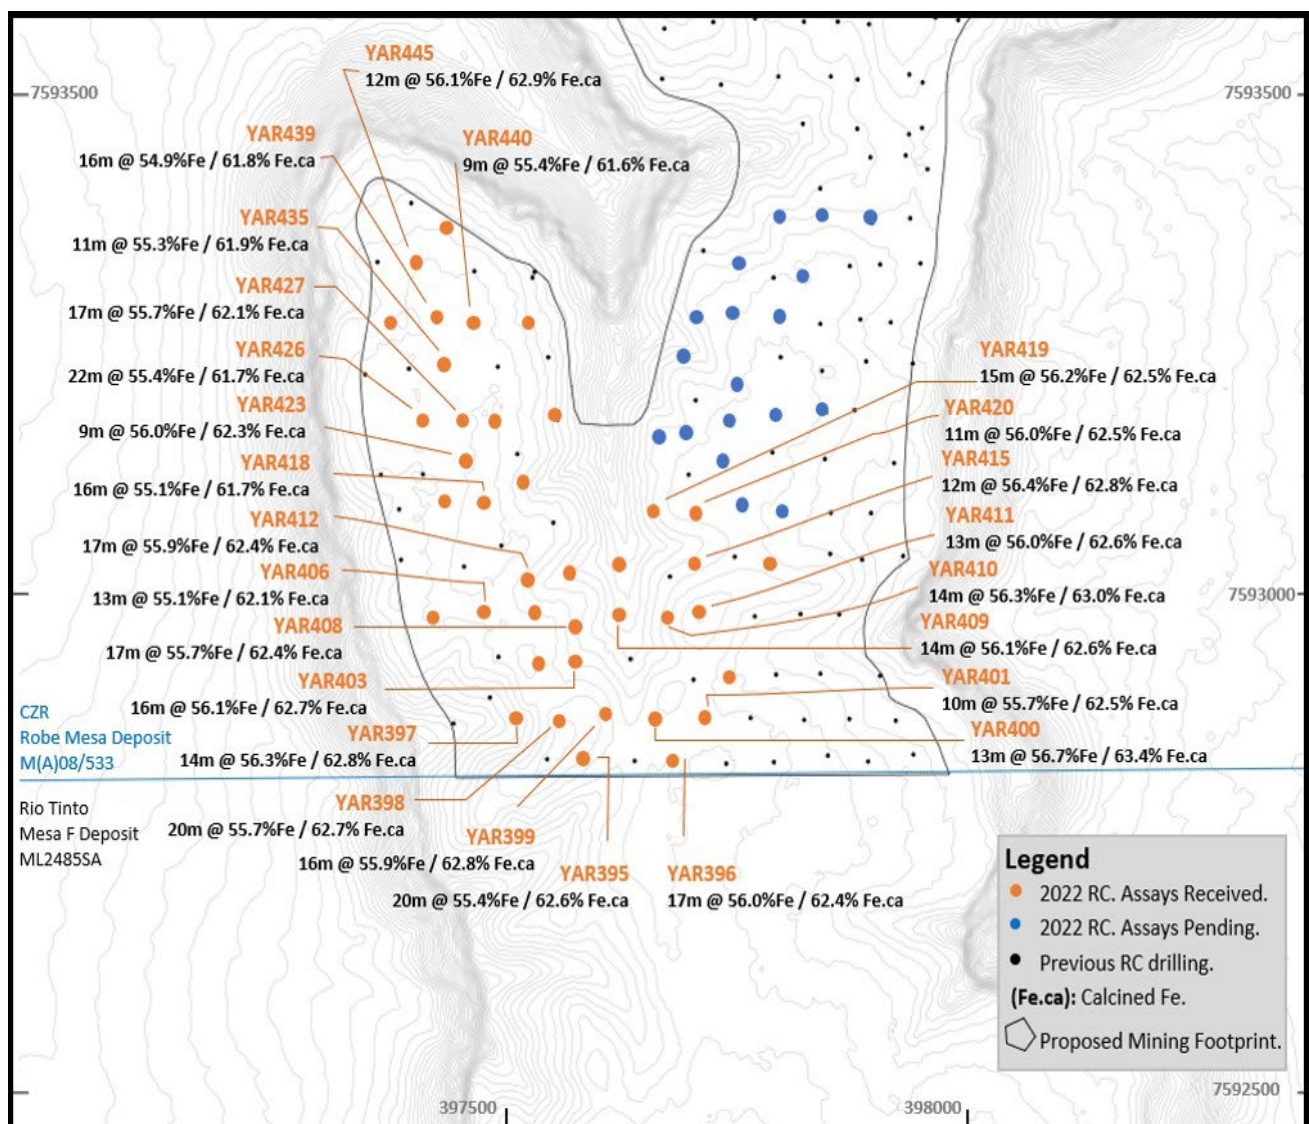 YAR445
12m @ 56.1%Fe / 62.9% Fe.ca
7593500
7593500
YAR439
16m @ 54.9%Fe / 61.8% Fe.ca
YAR440
9m @ 55.4%Fe / 61.6% Fe.ca
YAR435
11m @ 55.3%Fe / 61.9% Fe.ca
YAR427
17m @ 55.7%Fe / 62.1% Fe.ca
YAR426
22m @ 55.4%Fe / 61.7% Fe.ca
YAR423
9m @ 56.0%Fe / 62.3% Fe.ca
YAR418
16m @ 55.1%Fe / 61.7% Fe.ca
YAR412
17m @ 55.9%Fe / 62.4% Fe.ca
YAR406
13m @ 55.1%Fe / 62.1% Fe.ca
YAR408
17m @ 55.7%Fe / 62.4% Fe.ca
YAR403
16m @ 56.1%Fe / 62.7% Fe.ca
YAR397
14m @ 56.3%Fe / 62.8% Fe.ca
YAR398
20m @ 55.7%Fe / 62.7% Fe.ca
YAR399
16m @ 55.9%Fe / 62.8% Fe.ca
YAR395
20m @ 55.4%Fe / 62.6% Fe.ca
YAR396
17m @ 56.0%Fe / 62.4% Fe.ca
YAR419
15m @ 56.2%Fe / 62.5% Fe.ca
YAR420
11m @ 56.0%Fe / 62.5% Fe.ca
YAR415
12m @ 56.4%Fe / 62.8% Fe.ca
YAR411
13m @ 56.0%Fe / 62.6% Fe.ca
YAR410
14m @ 56.3%Fe / 63.0% Fe.ca
7593000
YAR409
14m @ 56.1%Fe / 62.6% Fe.ca
YAR401
10m @ 55.7%Fe / 62.5% Fe.ca
YAR400
13m @ 56.7%Fe / 63.4% Fe.ca
CZR
Robe Mesa Deposit
M(A)08/533
Rio Tinto
Mesa F Deposit
ML2485SA
Legend
2022 RC. Assays Received.
2022 RC. Assays Pending.
Previous RC drilling.
(Fe.ca): Calcined Fe.
Proposed Mining Footprint.
7592500
397500
398000